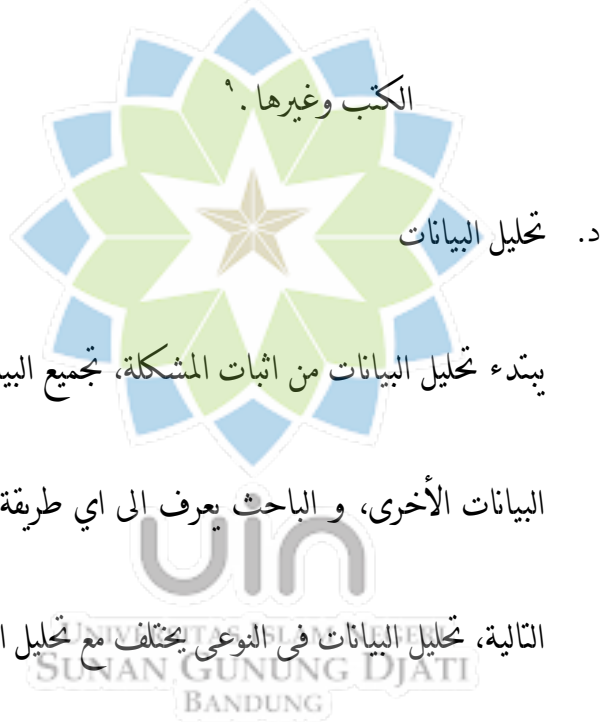 الكتب وغيرها .٩
د. تحليل البيانات
يبتدء تحليل البيانات من اثبات المشكلة، تجميع
البيانات الأخرى، و الباحث يعرف الى اي طريقة
uin
التالية، تحليل البيانات فى النوعى يختلف مع تحليل
UNIVERSITAS ISLAM NEGERI
SUNAN GUNUNG DJATI
BANDUNG